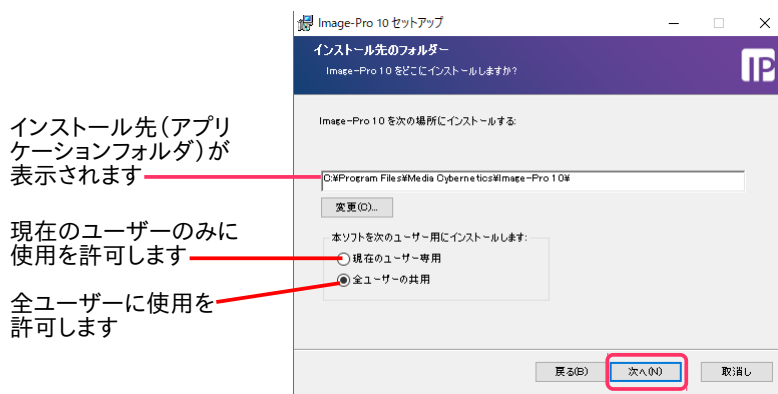 Image-Pro 10 セットアップ
インストール先のフォルダー
Image-Pro 10 をどこにインストールしますか?
IP
Image-Pro 10 を次の場所にインストールする:
インストール先(アプリ
ケーションフォルダ)が
表示されます
C:¥Program Files¥Media Cybernetics¥Image-Pro 10¥
変更(C)...
現在のユーザーのみに
使用を許可します
本ソフトを次のユーザー用にインストールします:
現在のユーザー専用
全ユーザーの共用
全ユーザーに使用を
許可します
戻る(B)
次へ(N)
取消し